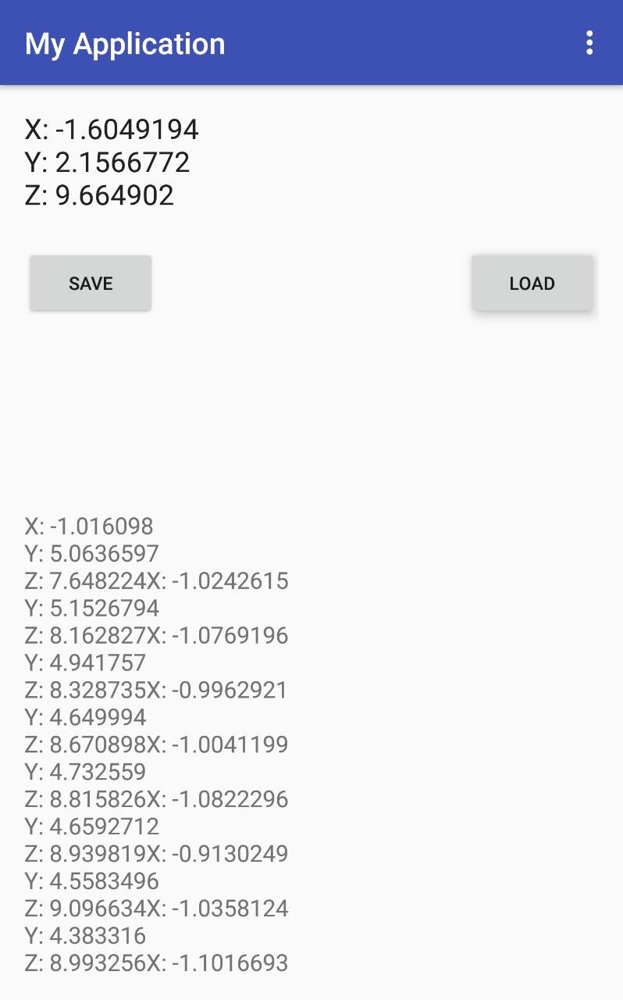 My Application
X: -1.6049194
Y: 2.1566772
Z: 9.664902
SAVE
LOAD
X: -1.016098
Y: 5.0636597
Z: 7.648224X: -1.0242615
Y: 5.1526794
Z: 8.162827X: -1.0769196
Y: 4.941757
Z: 8.328735X: -0.9962921
Y: 4.649994
Z: 8.670898X: -1.0041199
Y: 4.732559
Z: 8.815826X: -1.0822296
Y: 4.6592712
Z: 8.939819X: -0.9130249
Y: 4.5583496
Z: 9.096634X: -1.0358124
Y: 4.383316
Z: 8.993256X: -1.1016693